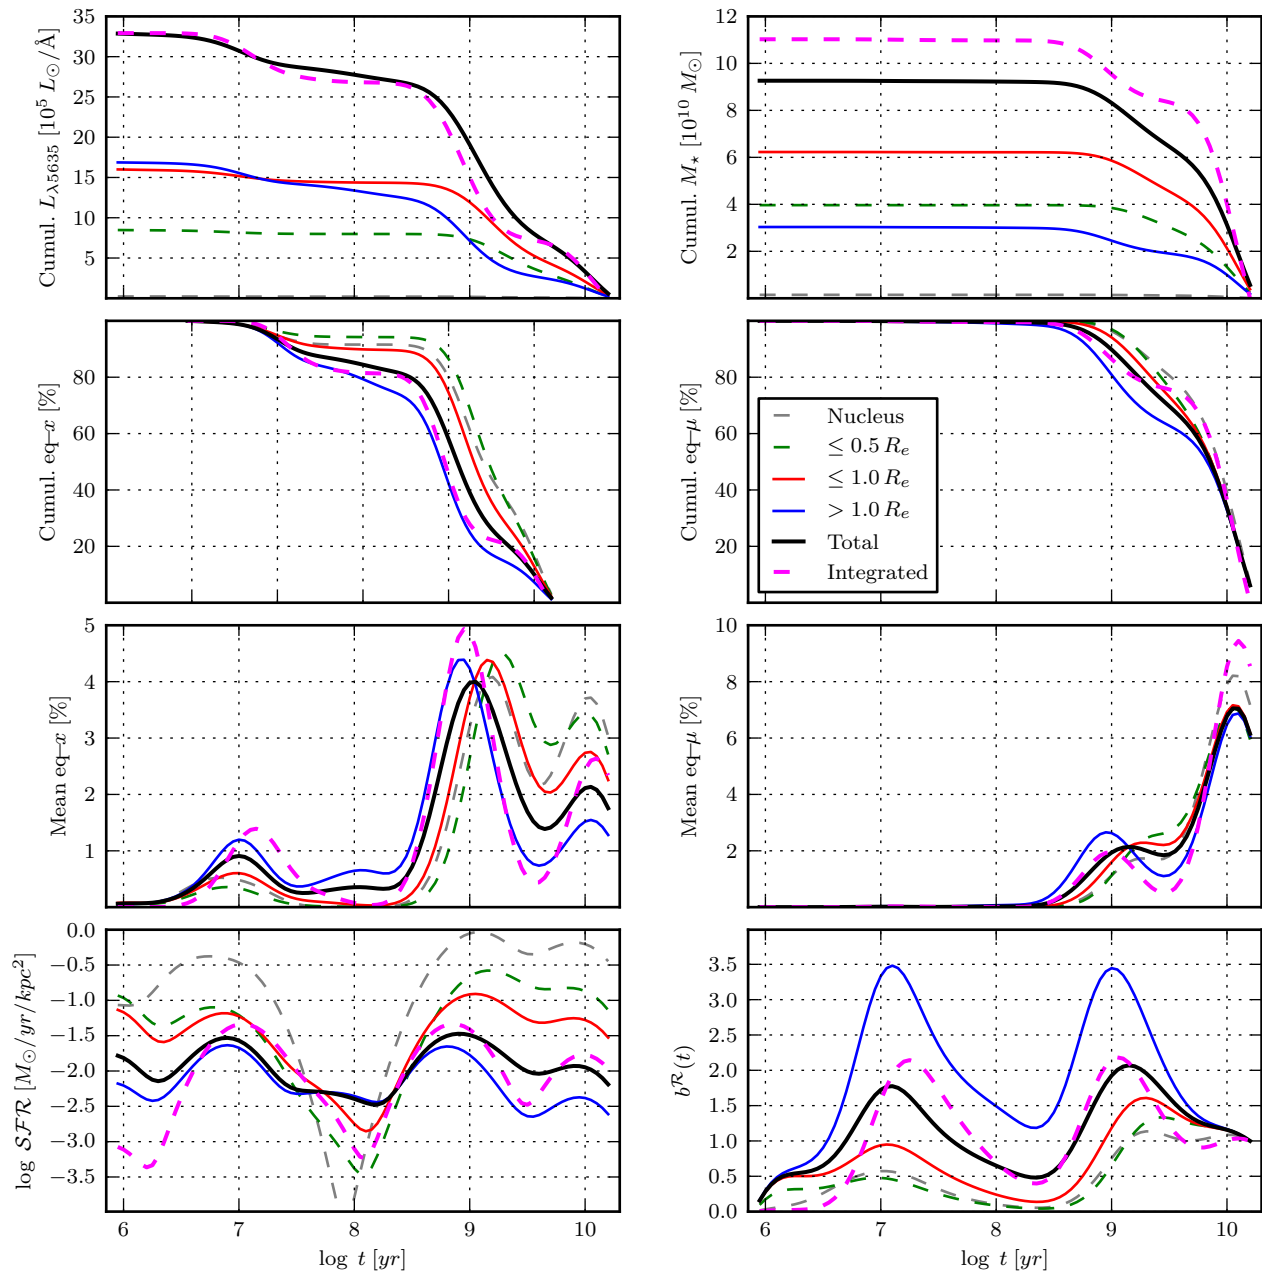 35
30
25
20
15
10
5
Cumul. L_λ5635 [10^5 L_⊙/Å]
12
10
8
6
4
2
Cumul. M_⋆ [10^10 M_⊙]
80
60
40
20
Cumul. eq–x [%]
80
60
40
20
Cumul. eq–μ [%]
Nucleus
≤ 0.5 R_e
≤ 1.0 R_e
> 1.0 R_e
Total
Integrated
5
4
3
2
1
Mean eq–x [%]
10
8
6
4
2
Mean eq–μ [%]
0.0
−0.5
−1.0
−1.5
−2.0
−2.5
−3.0
−3.5
log SFR [M_⊙/yr/kpc^2]
6 7 8 9 10
log t [yr]
3.5
3.0
2.5
2.0
1.5
1.0
0.5
0.0
b^R(t)
6 7 8 9 10
log t [yr]